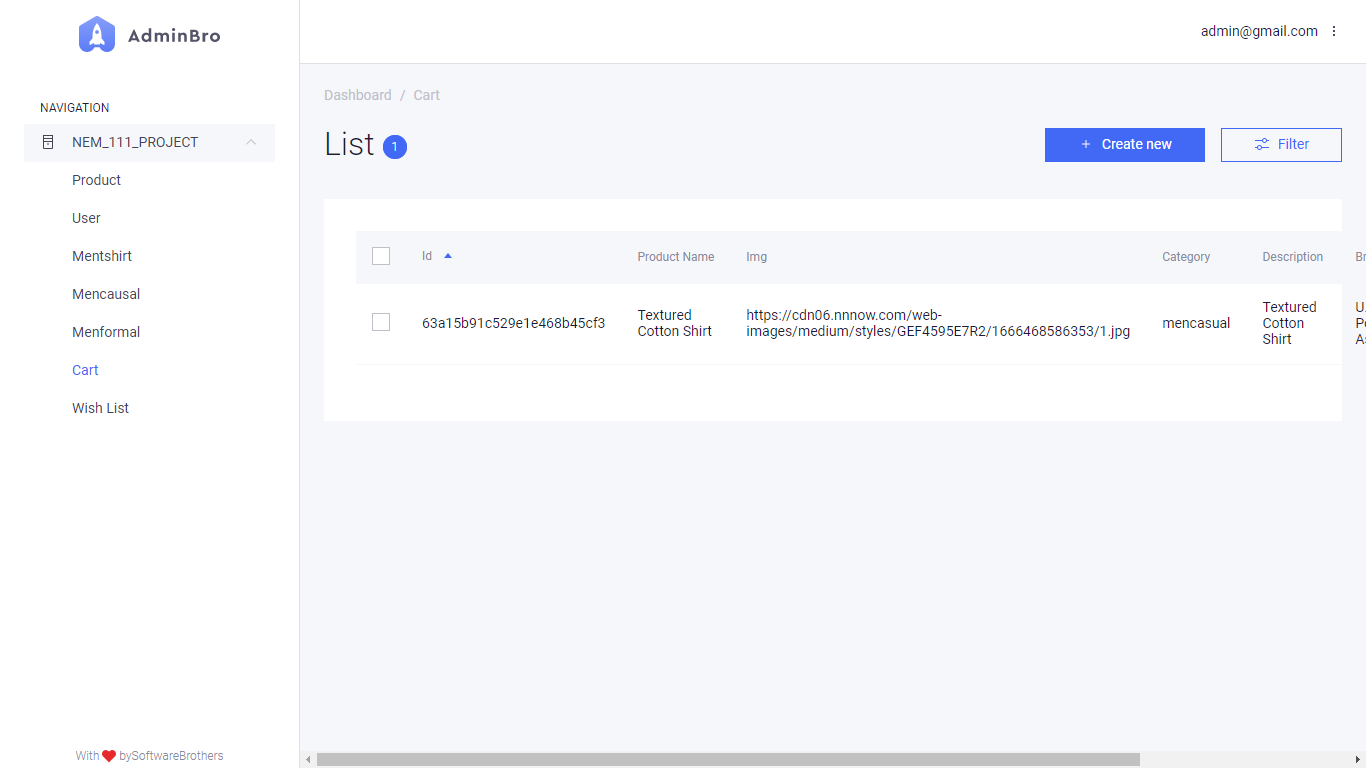 AdminBro
admin@gmail.com
NAVIGATION
NEM_111_PROJECT
Product
User
Mentshirt
Mencausal
Menformal
Cart
Wish List
With bySoftwareBrothers
Dashboard / Cart
List 1
+ Create new
Filter
Id
Product Name
Img
Category
Description
63a15b91c529e1e468b45cf3
Textured
Cotton Shirt
https://cdn06.nnnow.com/web-
images/medium/styles/GEF4595E7R2/1666468586353/1.jpg
mencasual
Textured
Cotton
Shirt